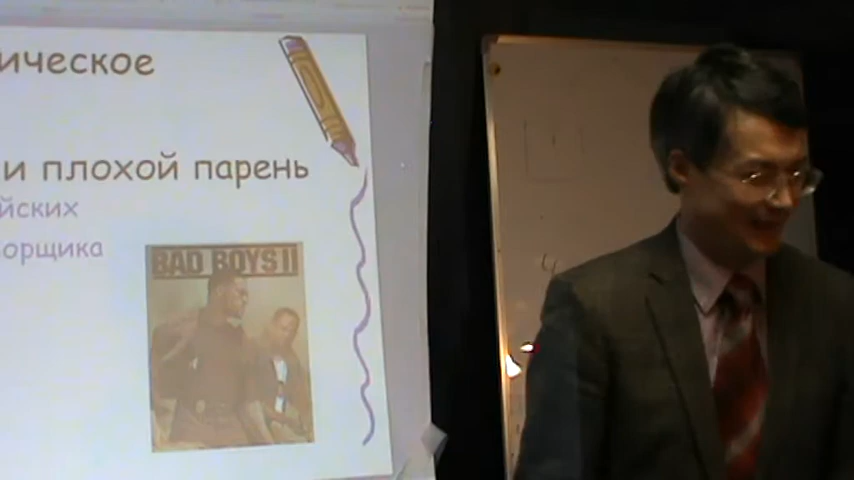 ическое
и плохой парень
йских
орщика
BAD BOYS II